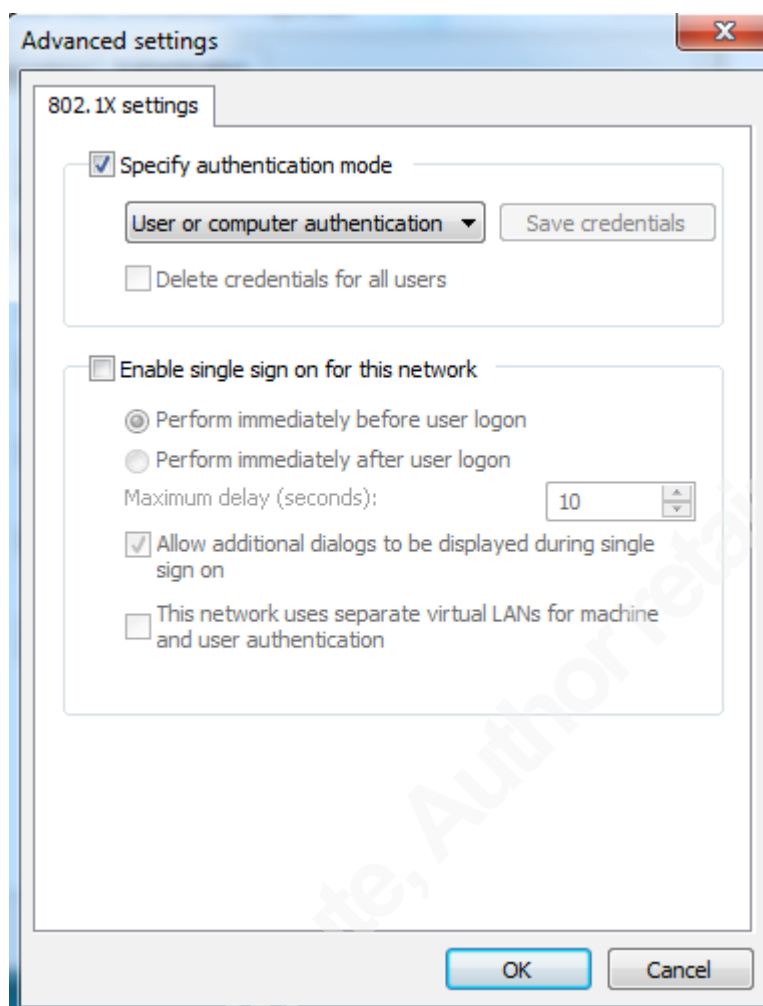 Advanced settings
802.1X settings
Specify authentication mode
User or computer authentication
Save credentials
Delete credentials for all users
Enable single sign on for this network
Perform immediately before user logon
Perform immediately after user logon
Maximum delay (seconds):
10
Allow additional dialogs to be displayed during single
sign on
This network uses separate virtual LANs for machine
and user authentication
Author
OK
Cancel